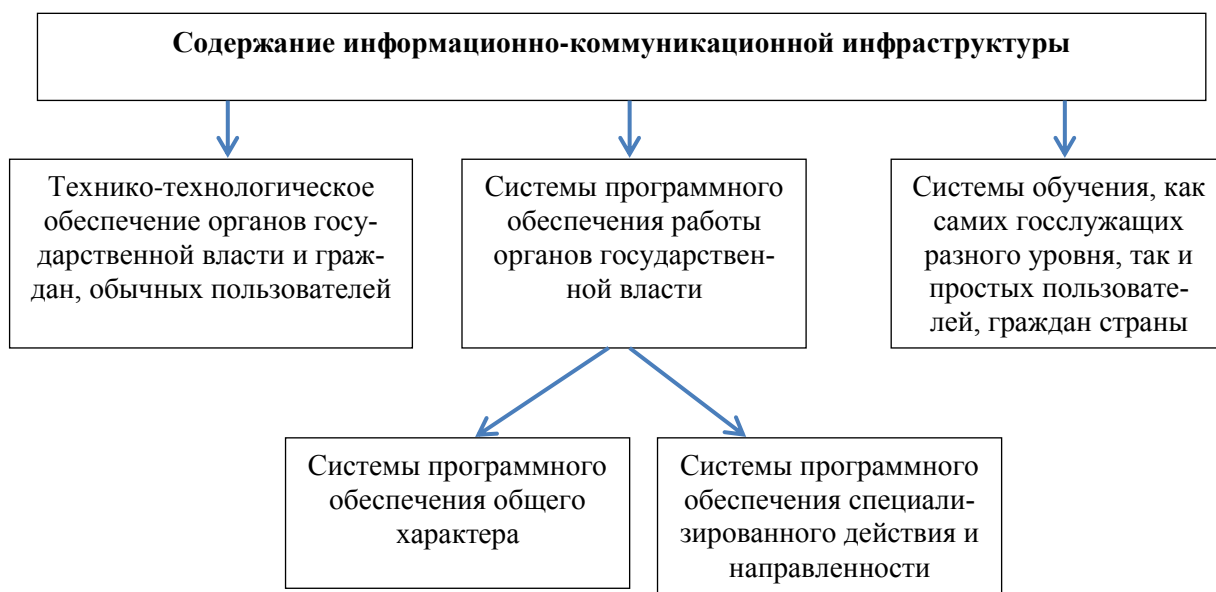 Содержание информационно-коммуникационной инфраструктуры
Технико-технологическое
обеспечение органов госу-
дарственной власти и граж-
дан, обычных пользователей
Системы программного
обеспечения работы
органов государствен-
ной власти
Системы обучения, как
самих госслужащих
разного уровня, так и
простых пользовате-
лей, граждан страны
Системы программного
обеспечения общего
характера
Системы программного
обеспечения специали-
зированного действия и
направленности